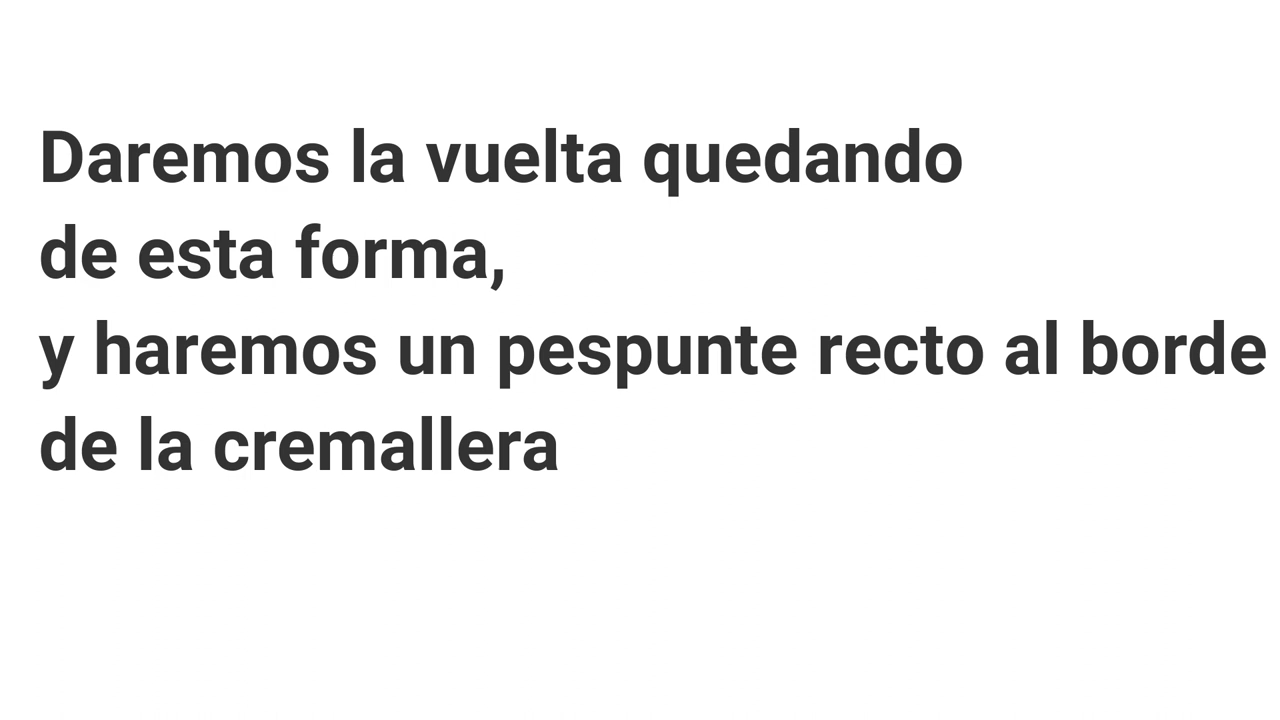 Daremos la vuelta quedando
de esta forma,
y haremos un pespunte recto al borde
de la cremallera